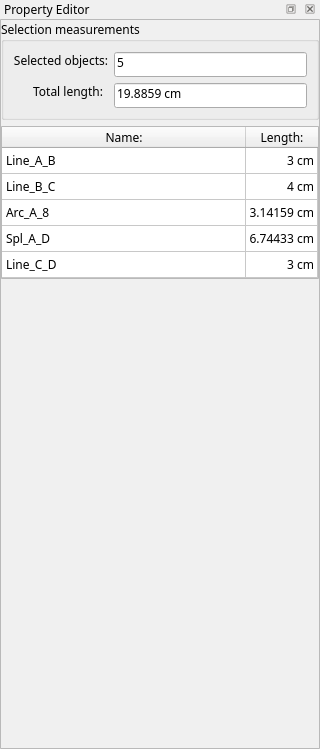 Property Editor
Selection measurements
Selected objects: 5
Total length: 19.8859 cm
Name: Length:
Line_A_B 3 cm
Line_B_C 4 cm
Arc_A_8 3.14159 cm
Spl_A_D 6.74433 cm
Line_C_D 3 cm